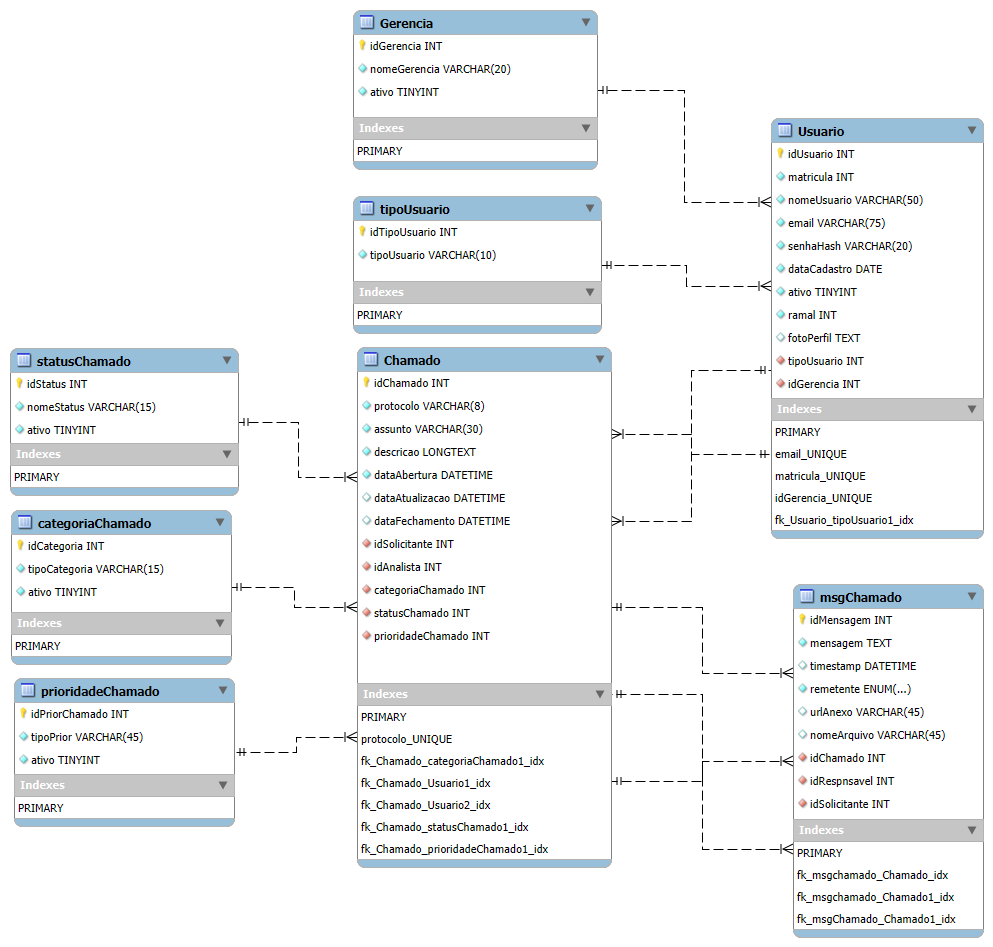 Gerencia
idGerencia INT
nomeGerencia VARCHAR(20)
ativo TINYINT
Indexes
PRIMARY
tipoUsuario
idTipoUsuario INT
tipoUsuario VARCHAR(10)
Indexes
PRIMARY
Usuario
idUsuario INT
matricula INT
nomeUsuario VARCHAR(50)
email VARCHAR(75)
senhaHash VARCHAR(20)
dataCadastro DATE
ativo TINYINT
ramal INT
fotoPerfil TEXT
tipoUsuario INT
idGerencia INT
Indexes
PRIMARY
email_UNIQUE
matricula_UNIQUE
idGerencia_UNIQUE
fk_Usuario_tipoUsuario1_idx
statusChamado
idStatus INT
nomeStatus VARCHAR(15)
ativo TINYINT
Indexes
PRIMARY
categoriaChamado
idCategoria INT
tipoCategoria VARCHAR(15)
ativo TINYINT
Indexes
PRIMARY
prioridadeChamado
idPriorChamado INT
tipoPrior VARCHAR(45)
ativo TINYINT
Indexes
PRIMARY
Chamado
idChamado INT
protocolo VARCHAR(8)
assunto VARCHAR(30)
descricao LONGTEXT
dataAbertura DATETIME
dataAtualizacao DATETIME
dataFechamento DATETIME
idSolicitante INT
idAnalista INT
categoriaChamado INT
statusChamado INT
prioridadeChamado INT
Indexes
PRIMARY
protocolo_UNIQUE
fk_Chamado_categoriaChamado1_idx
fk_Chamado_Usuario1_idx
fk_Chamado_Usuario2_idx
fk_Chamado_statusChamado1_idx
fk_Chamado_prioridadeChamado1_idx
msgChamado
idMensagem INT
mensagem TEXT
timestamp DATETIME
remetente ENUM(...)
urlAnexo VARCHAR(45)
nomeArquivo VARCHAR(45)
idChamado INT
idRespnsavel INT
idSolicitante INT
Indexes
PRIMARY
fk_msgchamado_Chamado_idx
fk_msgchamado_Chamado1_idx
fk_msgChamado_Chamado1_idx